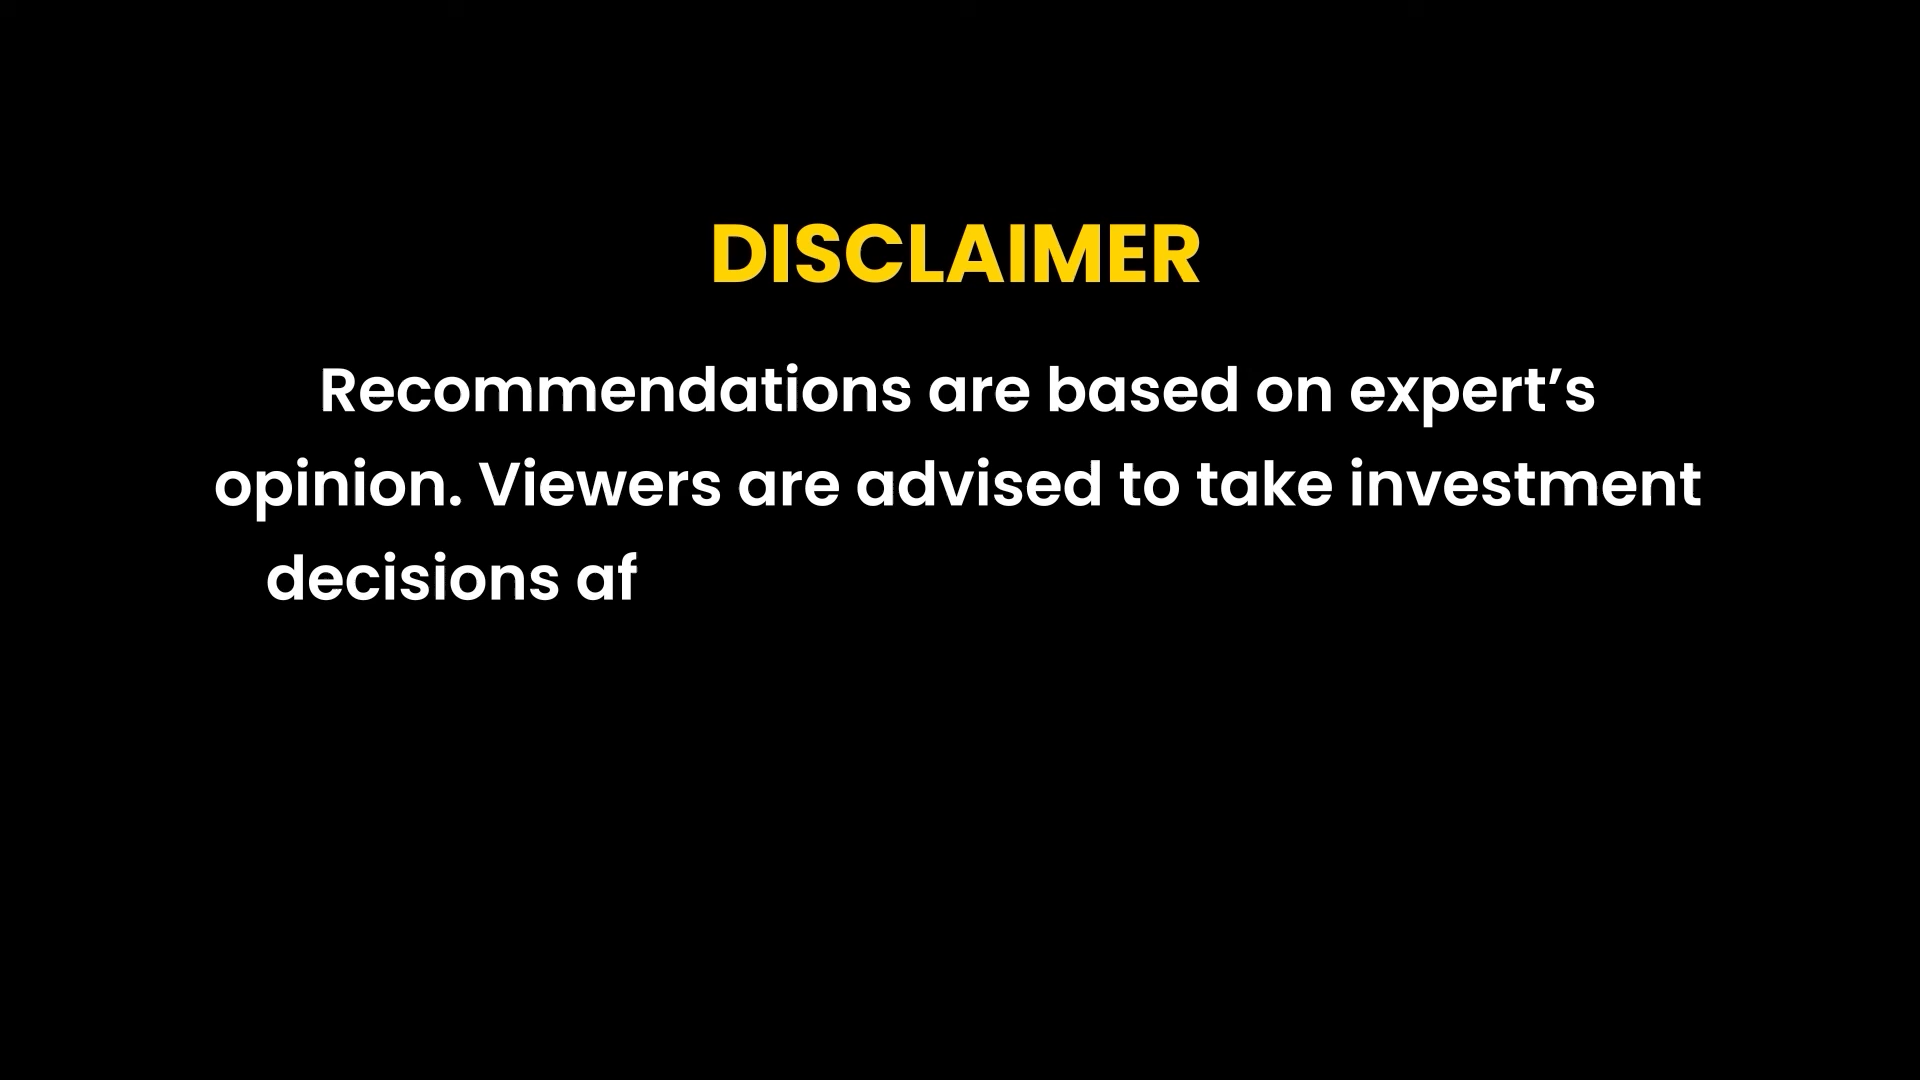 DISCLAIMER
Recommendations are based on expert’s
opinion. Viewers are advised to take investment
decisions af